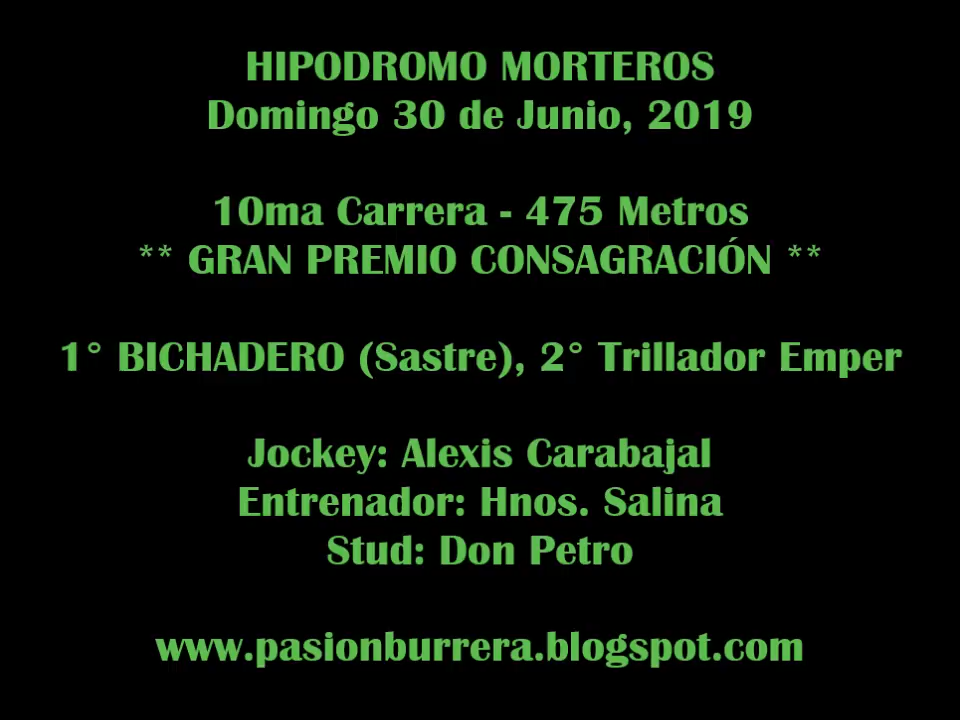 HIPODROMO MORTEROS
Domingo 30 de Junio, 2019
10ma Carrera - 475 Metros
** GRAN PREMIO CONSAGRACIÓN **
1° BICHADERO (Sastre), 2° Trillador Emper
Jockey: Alexis Carabajal
Entrenador: Hnos. Salina
Stud: Don Petro
www.pasionburrera.blogspot.com